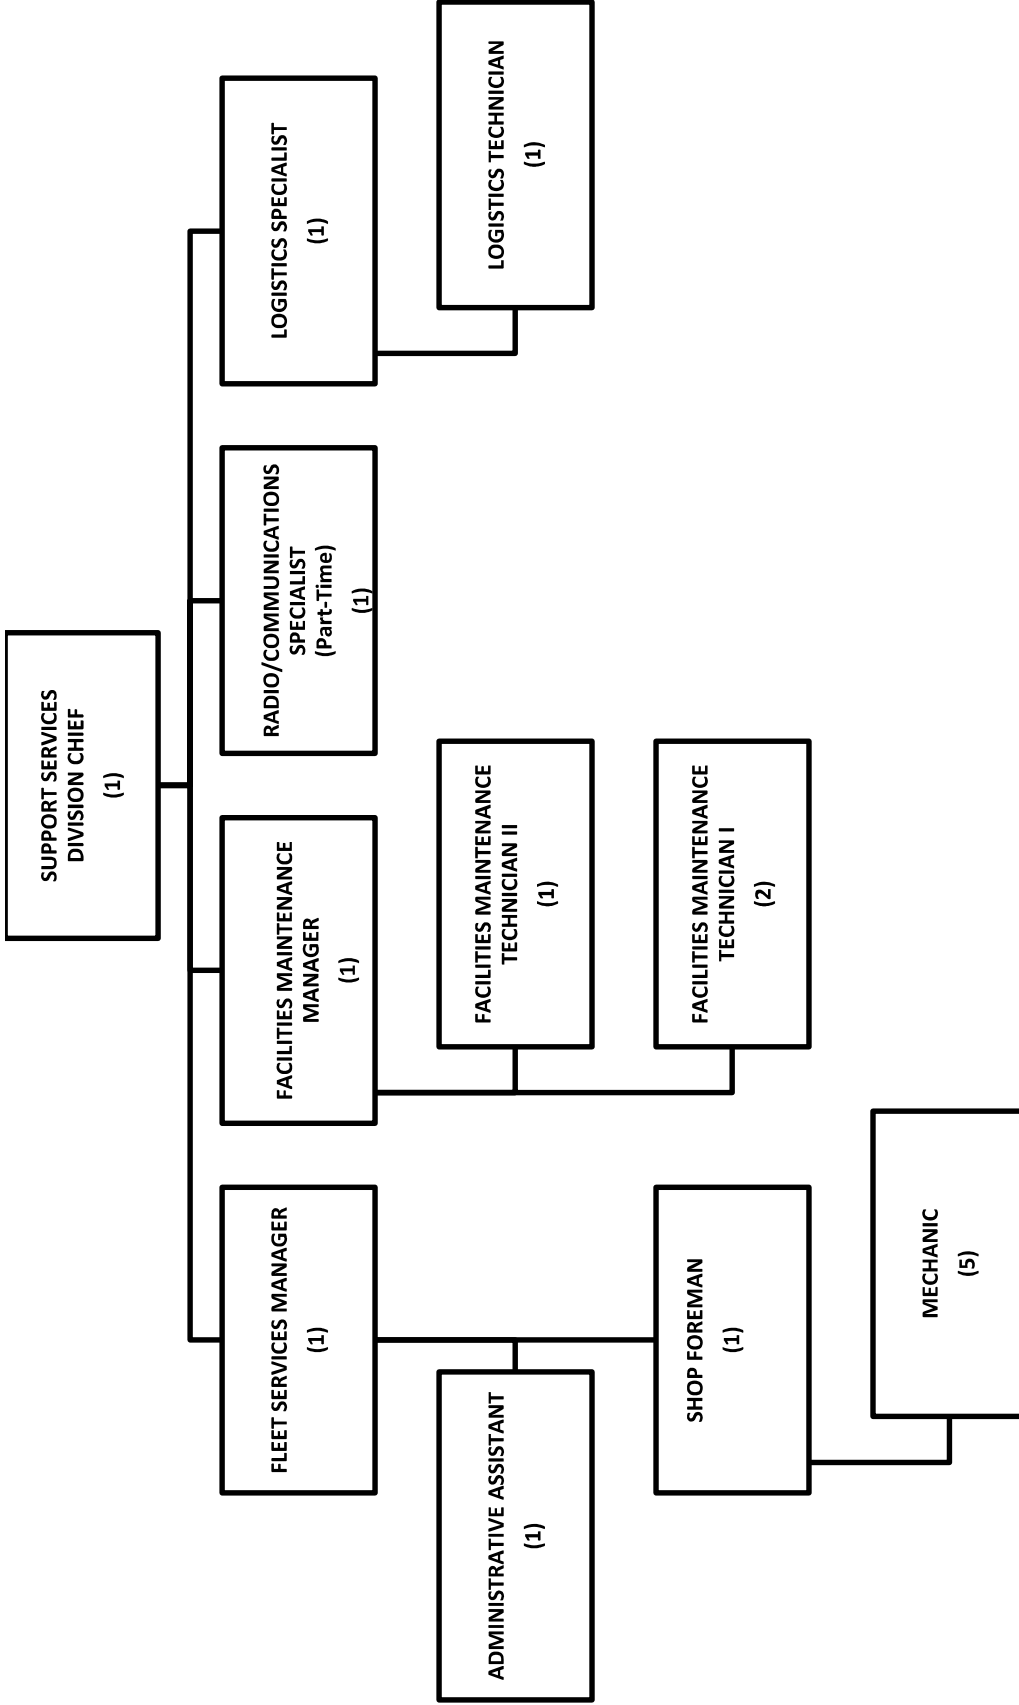 SUPPORT SERVICES
DIVISION CHIEF
(1)
FLEET SERVICES MANAGER
(1)
FACILITIES MAINTENANCE
MANAGER
(1)
RADIO/COMMUNICATIONS
SPECIALIST
(Part-Time)
(1)
LOGISTICS SPECIALIST
(1)
ADMINISTRATIVE ASSISTANT
(1)
FACILITIES MAINTENANCE
TECHNICIAN II
(1)
LOGISTICS TECHNICIAN
(1)
SHOP FOREMAN
(1)
FACILITIES MAINTENANCE
TECHNICIAN I
(2)
MECHANIC
(5)